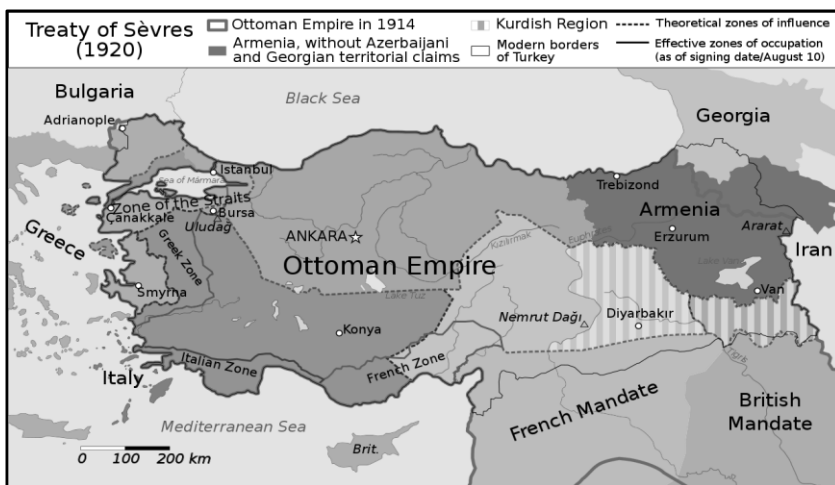 Treaty of Sèvres
(1920)
Ottoman Empire in 1914
Armenia, without Azerbaijani
and Georgian territorial claims
Kurdish Region
Modern borders
of Turkey
Theoretical zones of influence
Effective zones of occupation
(as of signing date/August 10)
Bulgaria
Adrianople
Black Sea
Georgia
Istanbul
Sea of Mármara
Zone of the Straits
Çanakkale
Bursa
Uludağ
Trebizond
Armenia
Erzurum
Ararat
Iran
Greece
Greek Zone
ANKARA
Kızılırmak
Euphrates
Ottoman Empire
Lake Van
Van
Smyrna
Lake Tuz
Konya
Nemrut Dağı
Diyarbakır
Tigris
Italy
Italian Zone
French Zone
French Mandate
British
Mandate
Mediterranean Sea
Brit.
0 100 200 km